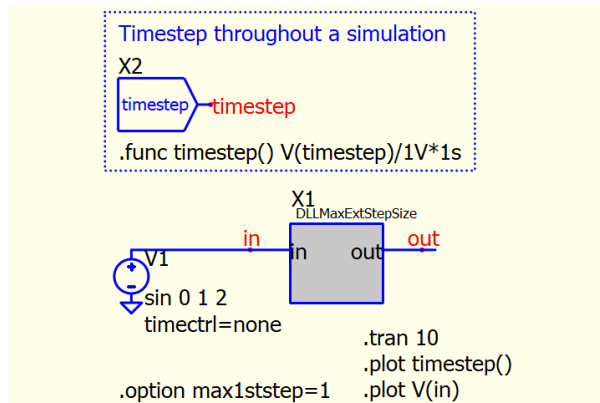 Timestep throughout a simulation
X2
timestep
timestep
.func timestep() V(timestep)/1V*1s
X1
DLLMaxExtStepSize
in
out
in
out
V1
sin 0 1 2
timectrl=none
.tran 10
.plot timestep()
.option max1ststep=1
.plot V(in)